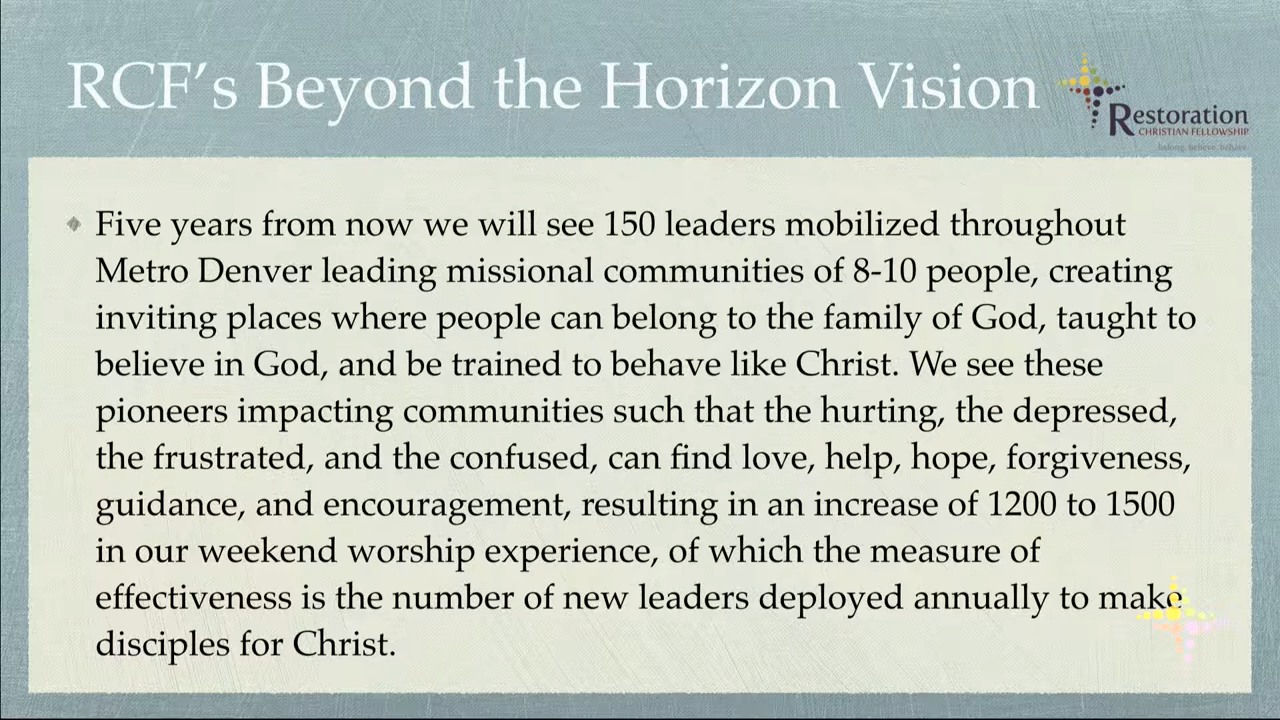 RCF’s Beyond the Horizon Vision
Restoration
CHRISTIAN FELLOWSHIP
belong. believe. behave.
Five years from now we will see 150 leaders mobilized throughout
Metro Denver leading missional communities of 8-10 people, creating
inviting places where people can belong to the family of God, taught to
believe in God, and be trained to behave like Christ. We see these
pioneers impacting communities such that the hurting, the depressed,
the frustrated, and the confused, can find love, help, hope, forgiveness,
guidance, and encouragement, resulting in an increase of 1200 to 1500
in our weekend worship experience, of which the measure of
effectiveness is the number of new leaders deployed annually to make
disciples for Christ.